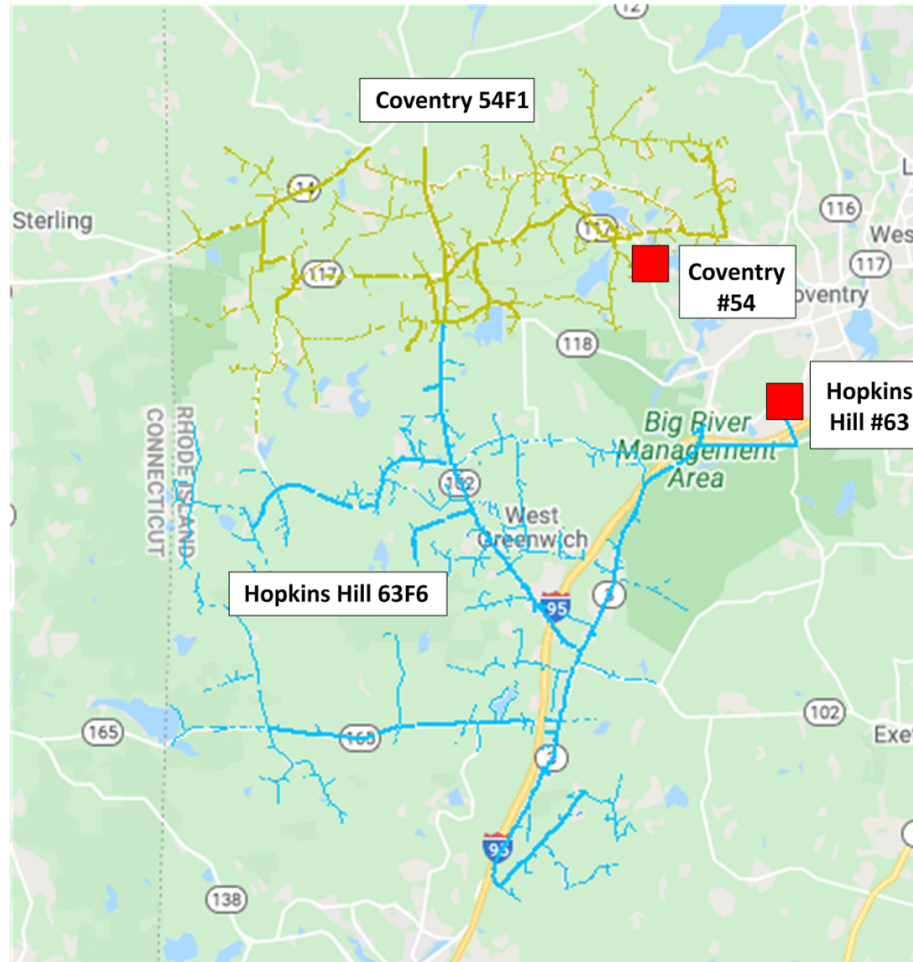 12
Coventry 54F1
14
Sterling
116
117
Wes
117
117
Coventry
#54
oventry
118
Hopkins
Hill #63
Big River
Management
Area
RHODE ISLAND
CONNECTICUT
102
West
Greenwich
Hopkins Hill 63F6
95
3
102
165
165
Exe
3
95
138